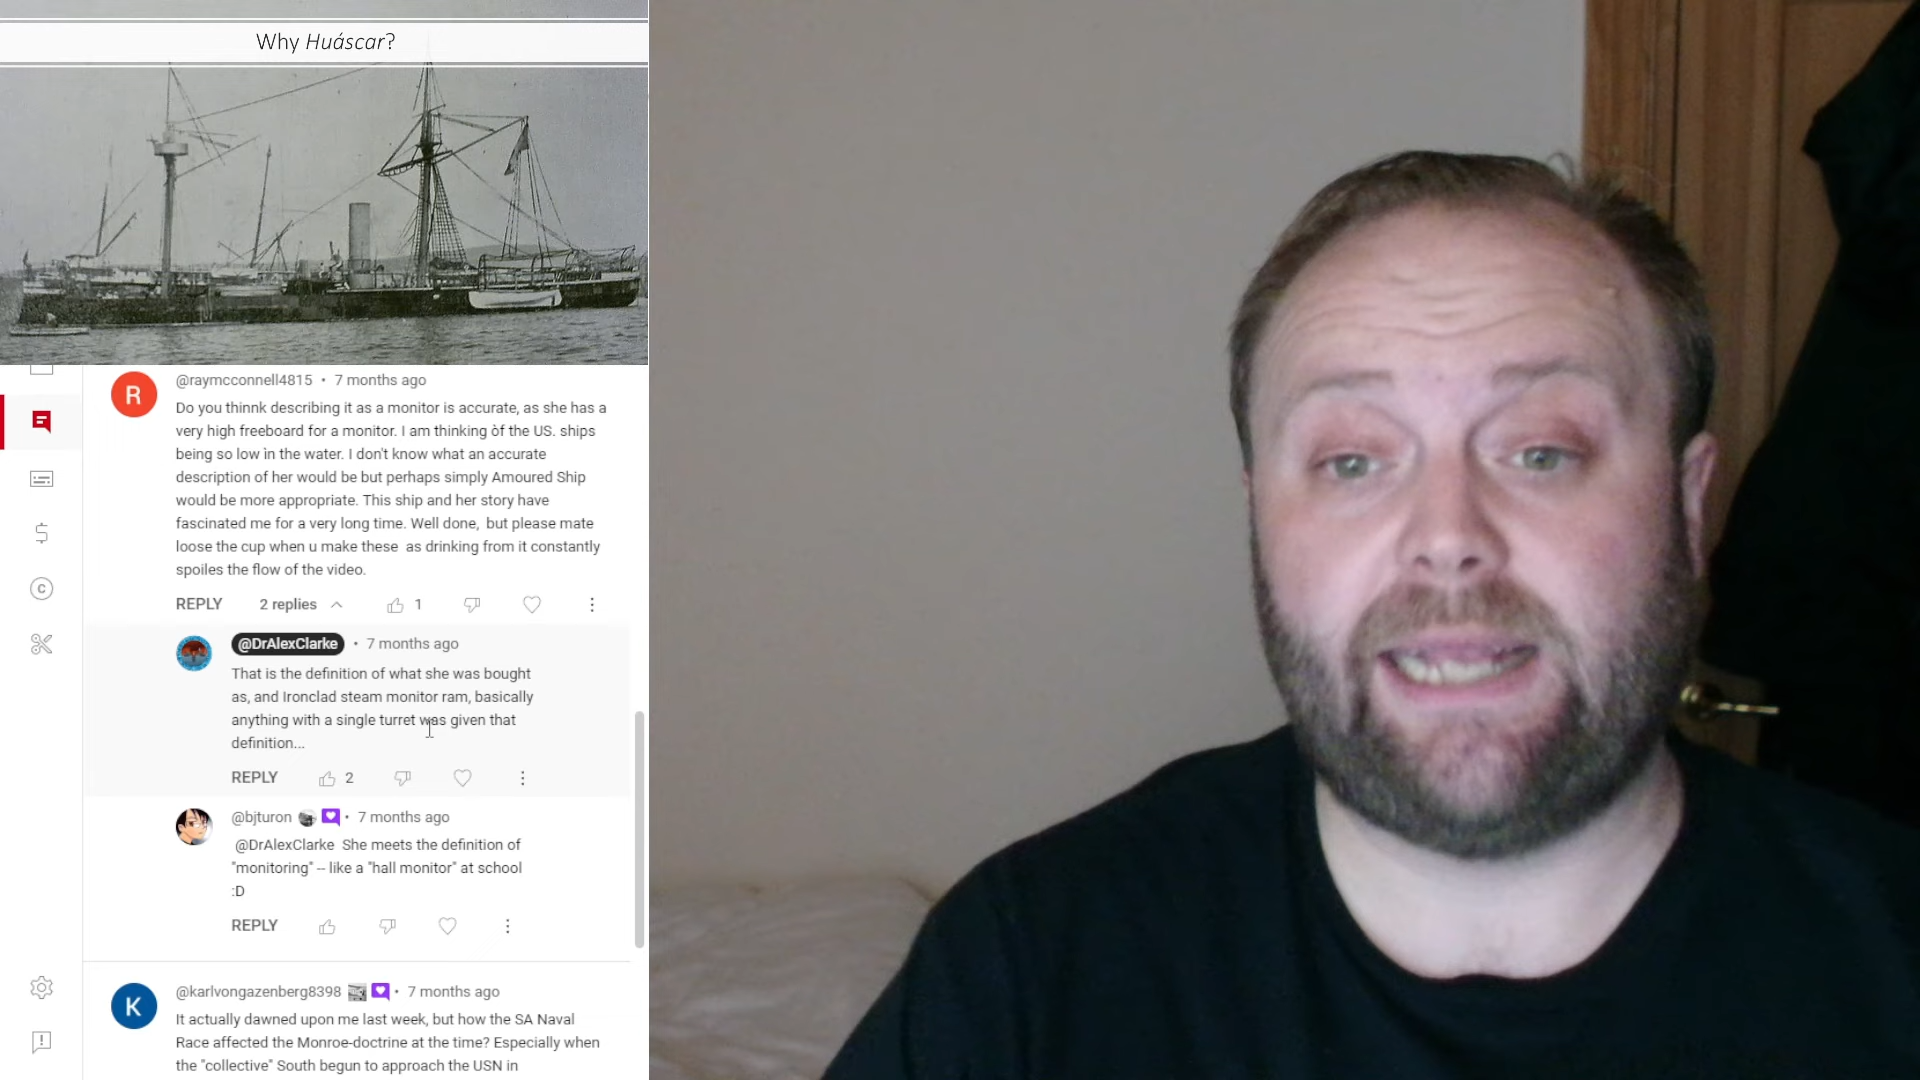 Why Huáscar?
R
@raymcconnell4815 • 7 months ago
Do you thinnk describing it as a monitor is accurate, as she has a
very high freeboard for a monitor. I am thinking òf the US. ships
being so low ìn the water. I don't know what an accurate
description of her would be but perhaps simply Amoured Ship
would be more appropriate. This ship and her story have
fascinated me for a very long time. Well done, but please mate
loose the cup when u make these as drinking from it constantly
spoiles the flow of the video.
REPLY 2 replies 1
@DrAlexClarke • 7 months ago
That is the definition of what she was bought
as, and Ironclad steam monitor ram, basically
anything with a single turret was given that
definition...
REPLY 2
@bjturon • 7 months ago
@DrAlexClarke She meets the definition of
"monitoring" -- like a "hall monitor" at school
:D
REPLY
K
@karlvongazenberg8398 • 7 months ago
It actually dawned upon me last week, but how the SA Naval
Race affected the Monroe-doctrine at the time? Especially when
the "collective" South begun to approach the USN in